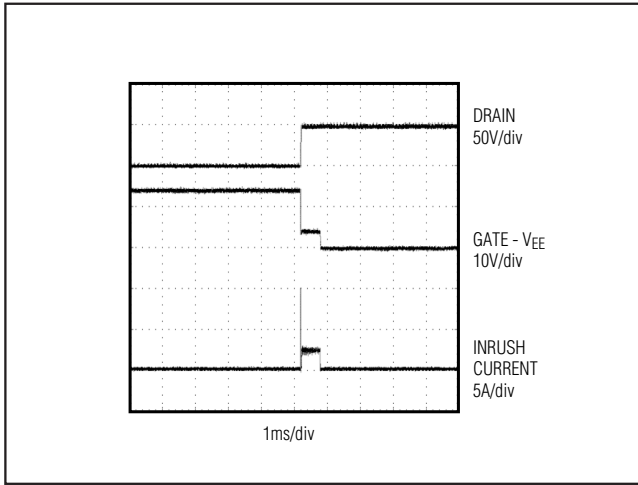 DRAIN
50V/div
GATE - VEE
10V/div
INRUSH
CURRENT
5A/div
1ms/div